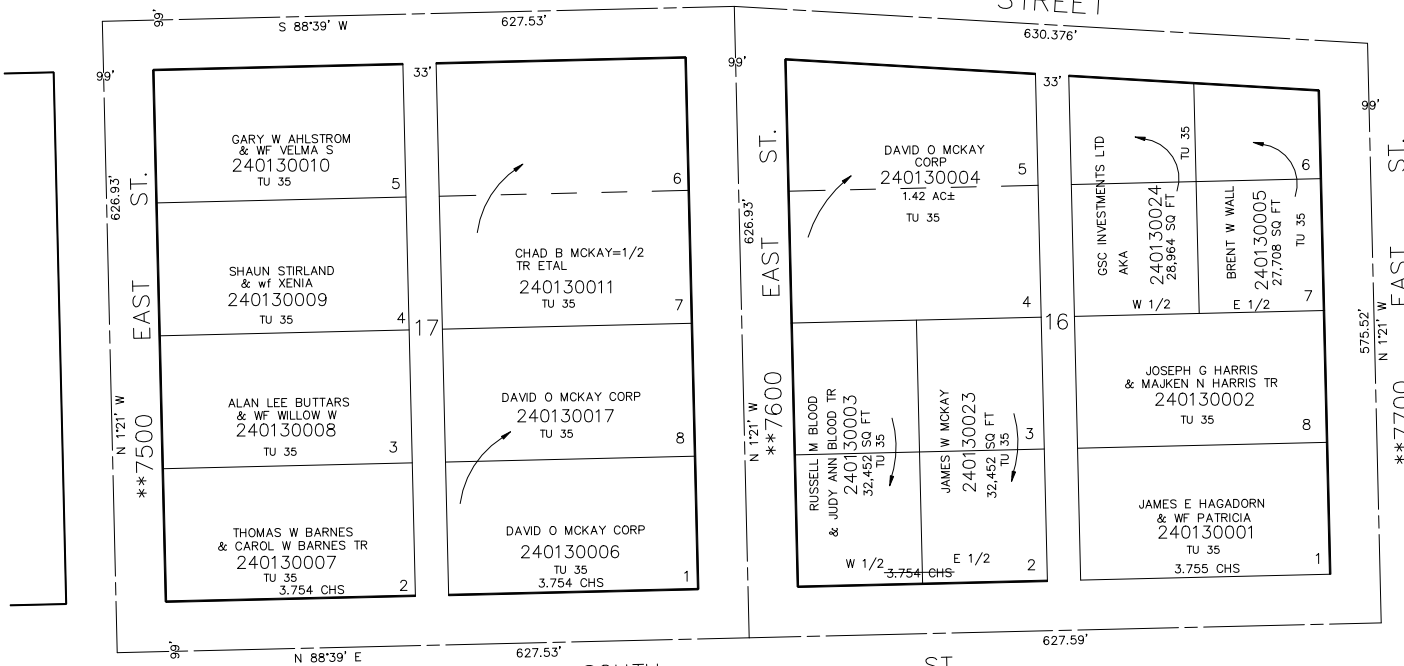 STREET
99'
S 88°39' W
627.53'
630.376'
99'
33'
99'
33'
99'
626.93'
N 1°21' W
**7500 EAST ST.
GARY W AHLSTROM
& WF VELMA S
240130010
TU 35
5
SHAUN STIRLAND
& wf XENIA
240130009
TU 35
4
ALAN LEE BUTTARS
& WF WILLOW W
240130008
TU 35
3
THOMAS W BARNES
& CAROL W BARNES TR
240130007
TU 35
3.754 CHS
2
17
6
CHAD B MCKAY=1/2
TR ETAL
240130011
TU 35
7
DAVID O MCKAY CORP
240130017
TU 35
8
DAVID O MCKAY CORP
240130006
TU 35
3.754 CHS
1
626.93'
N 1°21' W
**7600 EAST ST.
DAVID O MCKAY
CORP
240130004
1.42 AC±
TU 35
5
4
RUSSELL M BLOOD
& JUDY ANN BLOOD TR
240130003
32,452 SQ FT
TU 35
W 1/2
JAMES W MCKAY
240130023
32,452 SQ FT
TU 35
3
E 1/2
3.754 CHS
2
16
GSC INVESTMENTS LTD
AKA
240130024
28,964 SQ FT
TU 35
W 1/2
BRENT W WALL
240130005
27,708 SQ FT
TU 35
E 1/2
6
7
JOSEPH G HARRIS
& MAJKEN N HARRIS TR
240130002
TU 35
8
JAMES E HAGADORN
& WF PATRICIA
240130001
TU 35
3.755 CHS
1
575.52'
N 1°21' W
**7700 EAST ST.
99'
N 88°39' E
627.53'
627.59'
SOUTH ST